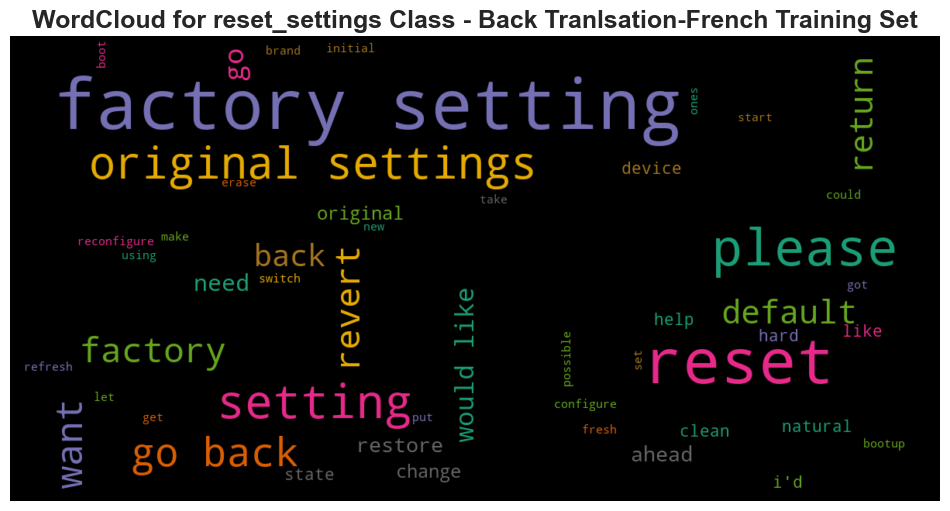 WordCloud for reset_settings Class - Back Tranlsation-French Training Set
boot
go
brand
initial
factory setting
ones
start
return
original settings
device
erase
take
could
original
new
reconfigure
make
using
back
please
need
switch
revert
got
would like
help
default
hard
like
factory
possible
set
reset
refresh
let
setting
want
get
put
configure
go back
restore
fresh
clean
natural
bootup
state
change
ahead
i'd